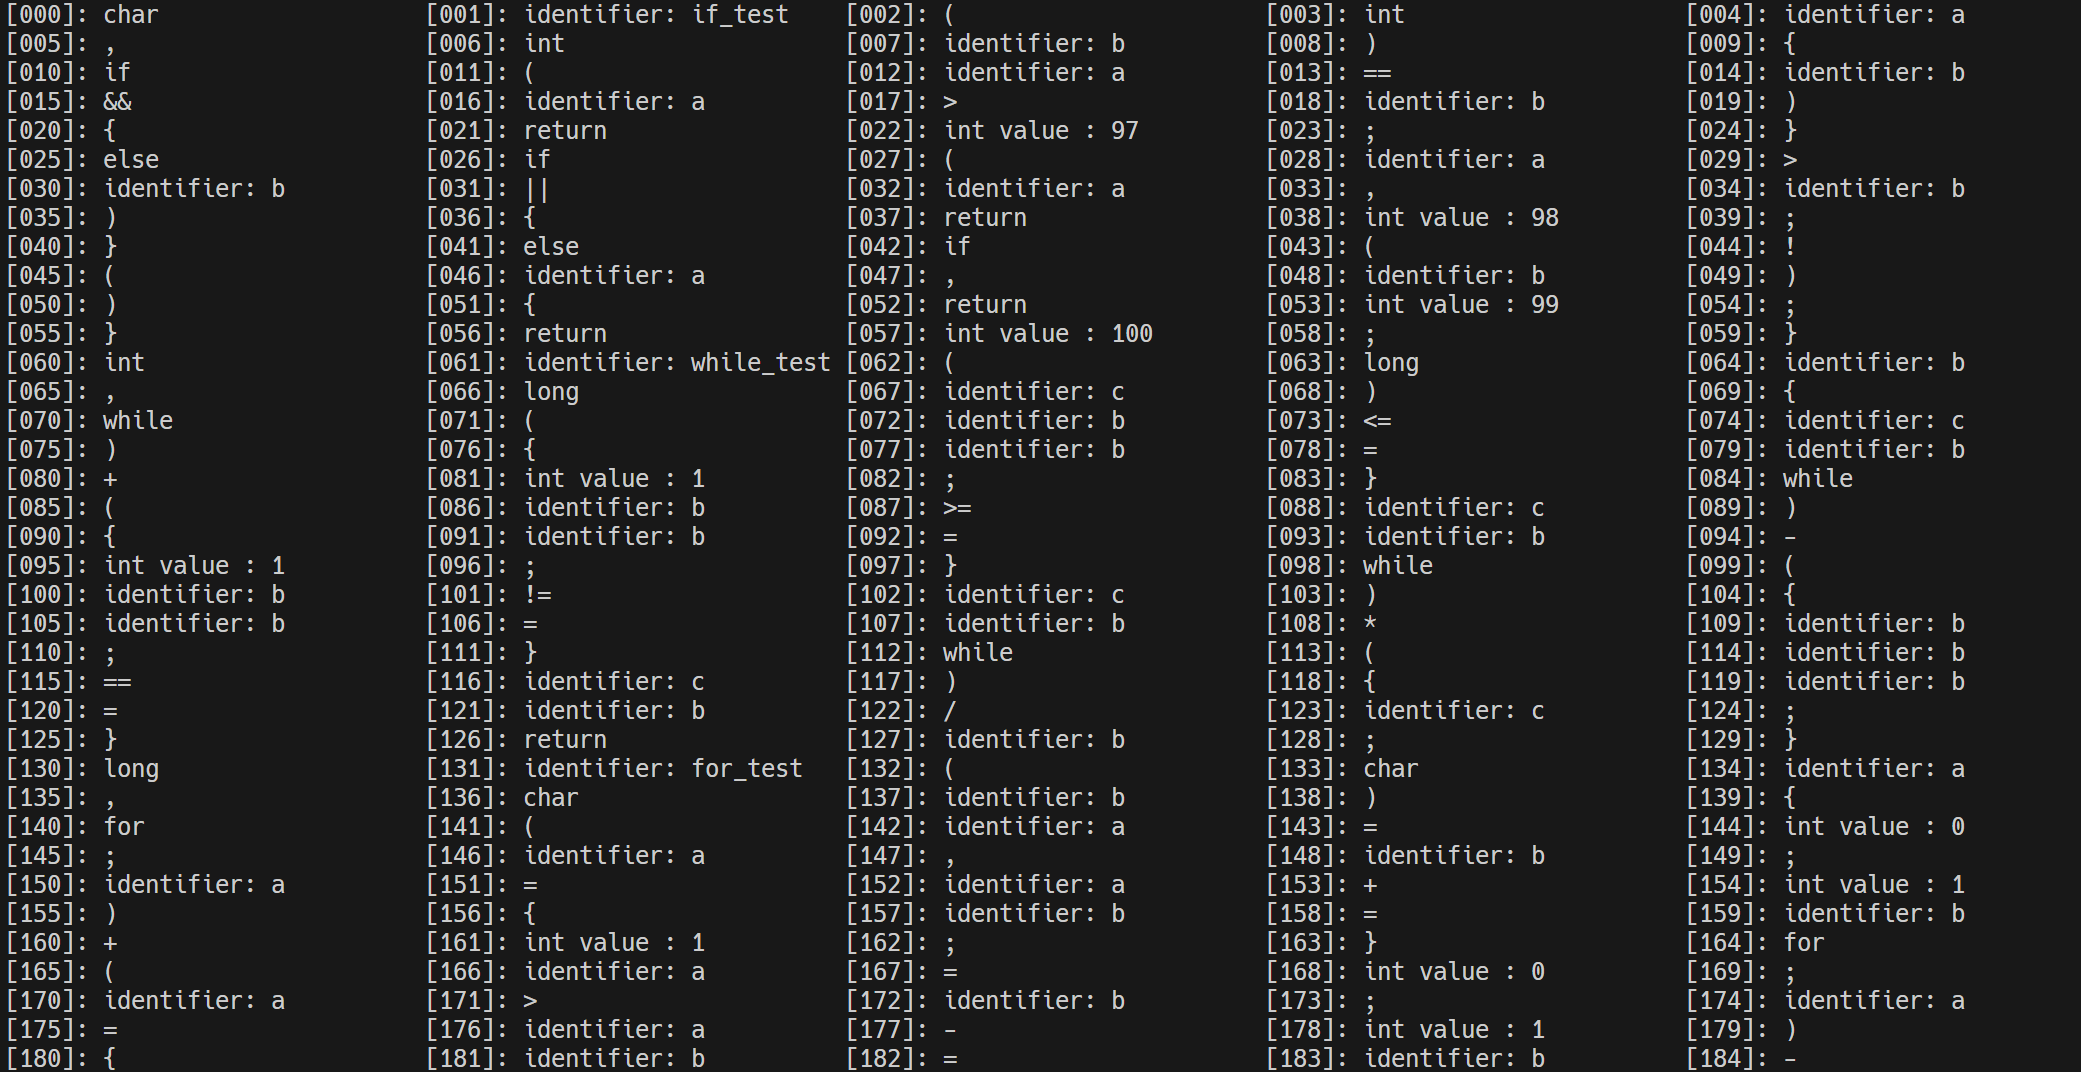 [000]: char [001]: identifier: if_test [002]: ( [003]: int [004]: identifier: a
[005]: , [006]: int [007]: identifier: b [008]: ) [009]: {
[010]: if [011]: ( [012]: identifier: a [013]: == [014]: identifier: b
[015]: && [016]: identifier: a [017]: > [018]: identifier: b [019]: )
[020]: { [021]: return [022]: int value : 97 [023]: ; [024]: }
[025]: else [026]: if [027]: ( [028]: identifier: a [029]: >
[030]: identifier: b [031]: || [032]: identifier: a [033]: , [034]: identifier: b
[035]: ) [036]: { [037]: return [038]: int value : 98 [039]: ;
[040]: } [041]: else [042]: if [043]: ( [044]: !
[045]: ( [046]: identifier: a [047]: , [048]: identifier: b [049]: )
[050]: ) [051]: { [052]: return [053]: int value : 99 [054]: ;
[055]: } [056]: return [057]: int value : 100 [058]: ; [059]: }
[060]: int [061]: identifier: while_test [062]: ( [063]: long [064]: identifier: b
[065]: , [066]: long [067]: identifier: c [068]: ) [069]: {
[070]: while [071]: ( [072]: identifier: b [073]: <= [074]: identifier: c
[075]: ) [076]: { [077]: identifier: b [078]: = [079]: identifier: b
[080]: + [081]: int value : 1 [082]: ; [083]: } [084]: while
[085]: ( [086]: identifier: b [087]: >= [088]: identifier: c [089]: )
[090]: { [091]: identifier: b [092]: = [093]: identifier: b [094]: -
[095]: int value : 1 [096]: ; [097]: } [098]: while [099]: (
[100]: identifier: b [101]: != [102]: identifier: c [103]: ) [104]: {
[105]: identifier: b [106]: = [107]: identifier: b [108]: * [109]: identifier: b
[110]: ; [111]: } [112]: while [113]: ( [114]: identifier: b
[115]: == [116]: identifier: c [117]: ) [118]: { [119]: identifier: b
[120]: = [121]: identifier: b [122]: / [123]: identifier: c [124]: ;
[125]: } [126]: return [127]: identifier: b [128]: ; [129]: }
[130]: long [131]: identifier: for_test [132]: ( [133]: char [134]: identifier: a
[135]: , [136]: char [137]: identifier: b [138]: ) [139]: {
[140]: for [141]: ( [142]: identifier: a [143]: = [144]: int value : 0
[145]: ; [146]: identifier: a [147]: , [148]: identifier: b [149]: ;
[150]: identifier: a [151]: = [152]: identifier: a [153]: + [154]: int value : 1
[155]: ) [156]: { [157]: identifier: b [158]: = [159]: identifier: b
[160]: + [161]: int value : 1 [162]: ; [163]: } [164]: for
[165]: ( [166]: identifier: a [167]: = [168]: int value : 0 [169]: ;
[170]: identifier: a [171]: > [172]: identifier: b [173]: ; [174]: identifier: a
[175]: = [176]: identifier: a [177]: - [178]: int value : 1 [179]: )
[180]: { [181]: identifier: b [182]: = [183]: identifier: b [184]: -